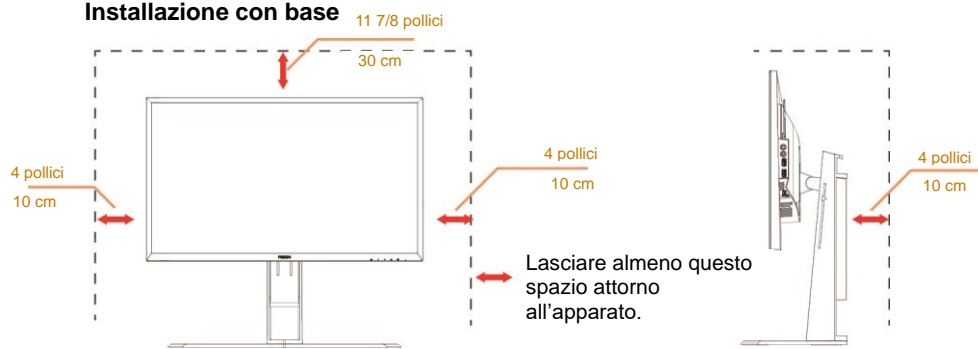 Installazione con base
11 7/8 pollici
30 cm
4 pollici
10 cm
4 pollici
10 cm
4 pollici
10 cm
Lasciare almeno questo
spazio attorno
all'apparato.